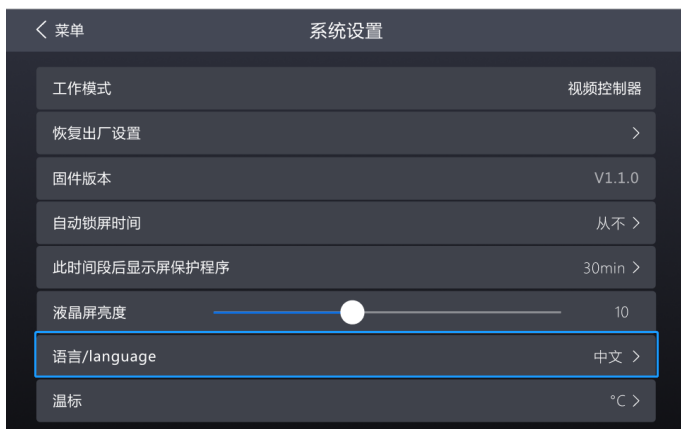 菜单 系统设置
工作模式 视频控制器
恢复出厂设置
固件版本 V1.1.0
自动锁屏时间 从不
此时间段后显示屏保护程序 30min
液晶屏亮度 10
语言/language 中文
温标 °C